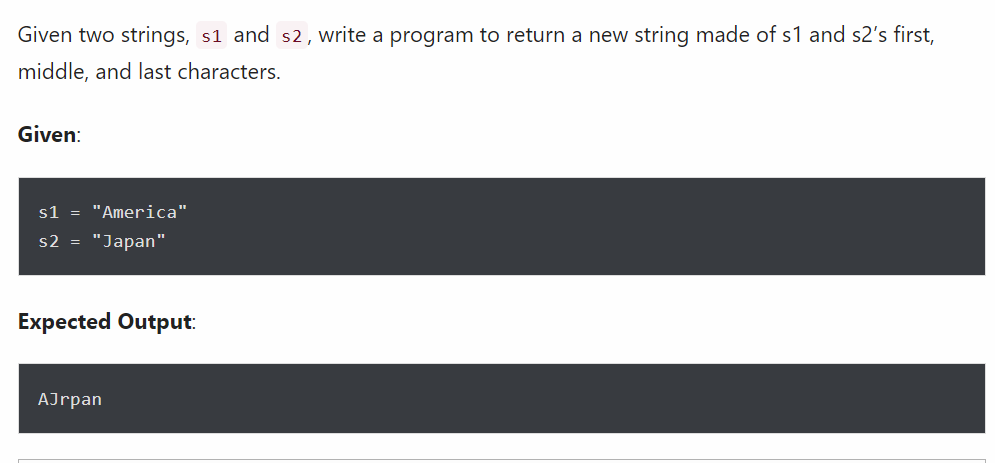 Given two strings, s1 and s2, write a program to return a new string made of s1 and s2’s first,
middle, and last characters.
Given:
s1 = "America"
s2 = "Japan"
Expected Output:
AJrpan